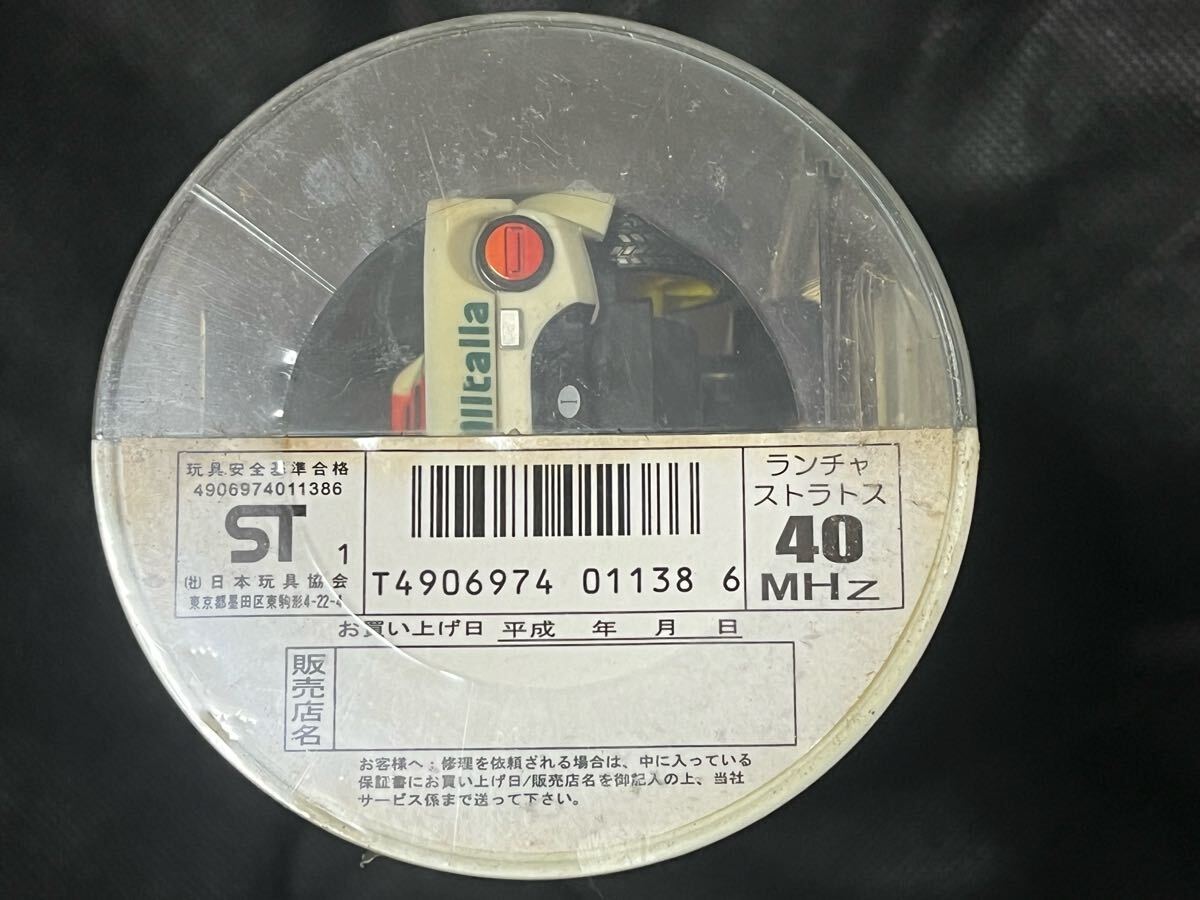 Alitalia
玩具安全基準合格
4906974011386
ST 1
(社)日本玩具協会
東京都墨田区東駒形4-22-4
T4906974 01138 6
ランチャ
ストラトス
40
MHz
お買い上げ日 平成 年 月 日
販売店名
お客様へ:修理を依頼される場合は、中に入っている
保証書にお買い上げ日/販売店名を御記入の上、当社
サービス係まで送って下さい。